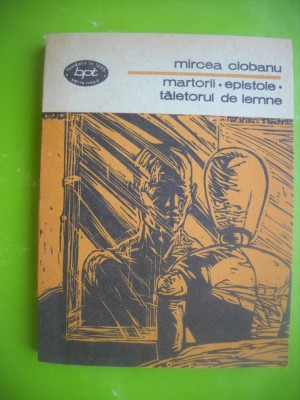 mircea ciobanu
martorii • epistole •
tăietorul de lemne
bpt